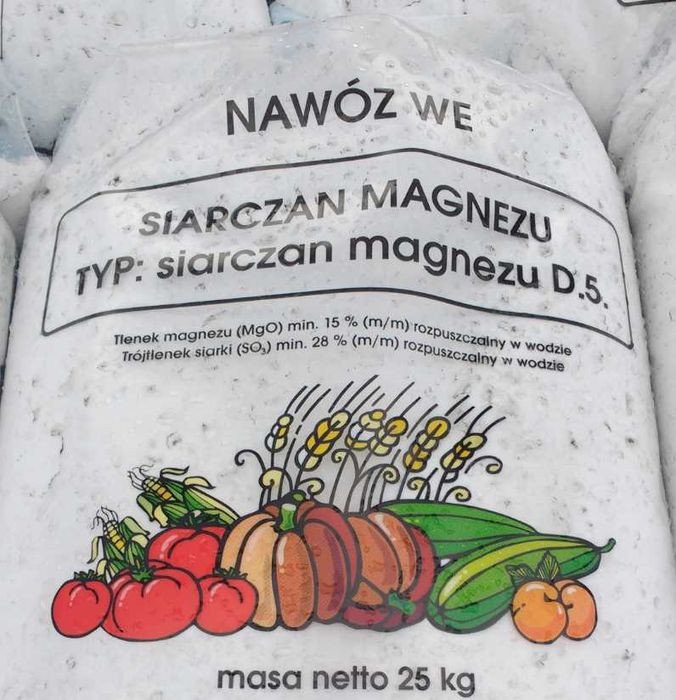 NAWÓZ WE
SIARCZAN MAGNEZU
TYP: siarczan magnezu D.5.
Tlenek magnezu (MgO) min. 15 % (m/m) rozpuszczalny w wodzie
Trójtlenek siarki (SO₃) min. 28 % (m/m) rozpuszczalny w wodzie
masa netto 25 kg